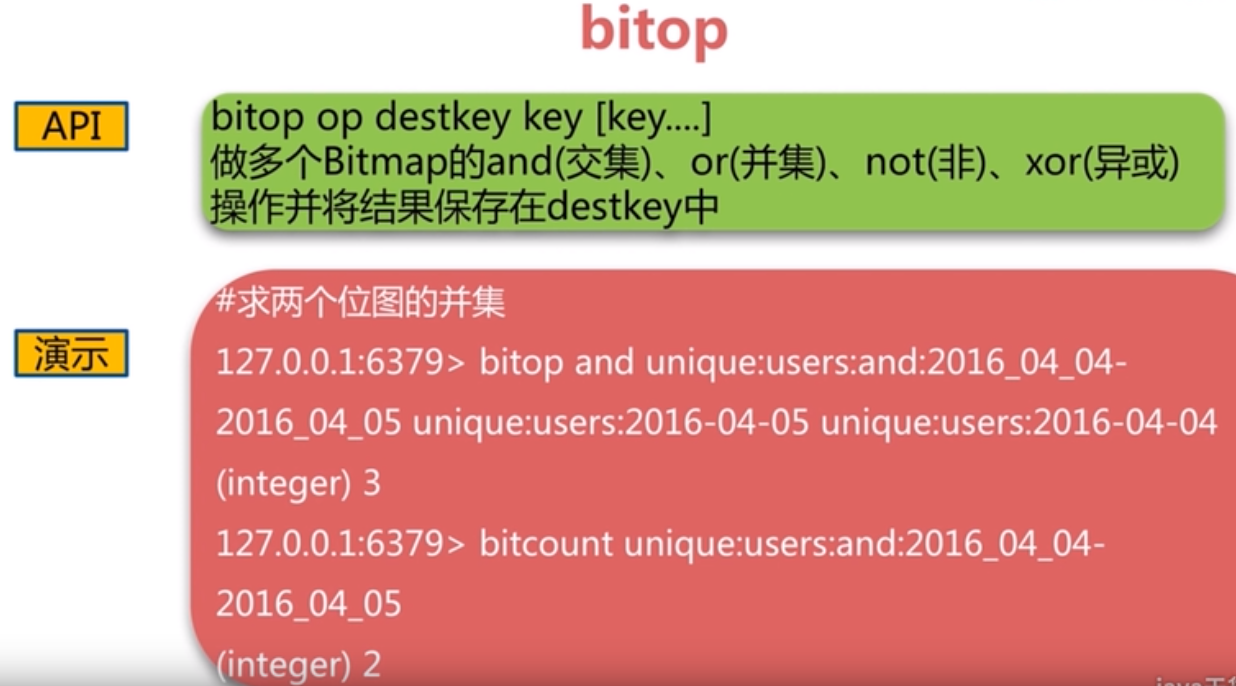 bitop
API
bitop op destkey key [key....]
做多个Bitmap的and(交集)、or(并集)、not(非)、xor(异或)
操作并将结果保存在destkey中
演示
#求两个位图的并集
127.0.0.1:6379> bitop and unique:users:and:2016_04_04-
2016_04_05 unique:users:2016-04-05 unique:users:2016-04-04
(integer) 3
127.0.0.1:6379> bitcount unique:users:and:2016_04_04-
2016_04_05
(integer) 2